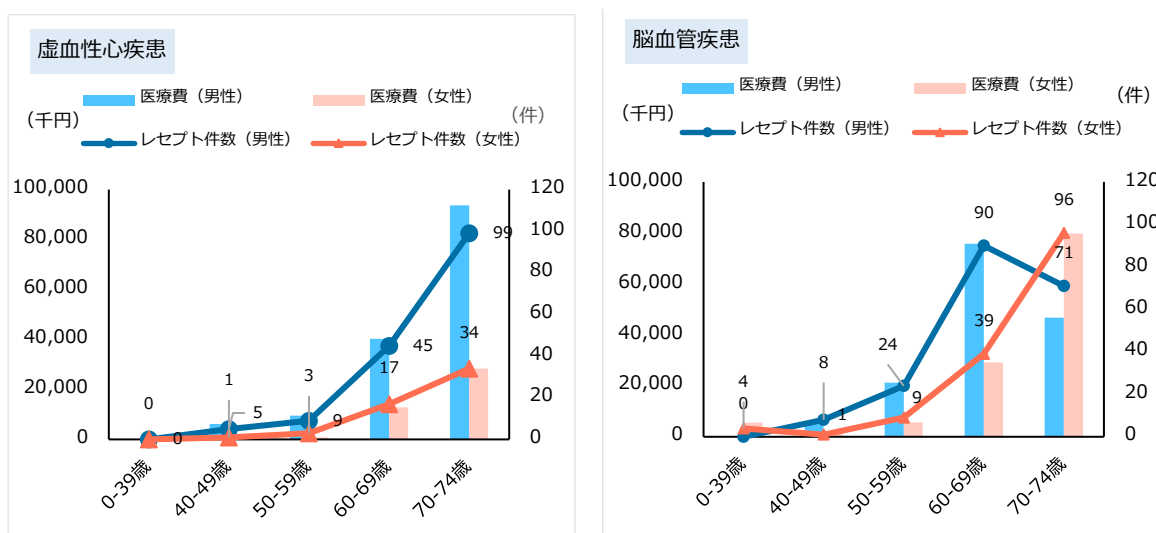 虚血性心疾患
医療費（男性）
医療費（女性）
（千円）
（件）
レセプト件数（男性）
レセプト件数（女性）
100,000
80,000
60,000
40,000
20,000
0
120
100
80
60
40
20
0
0
0
1
5
3
9
17
45
34
99
0-39歳
40-49歳
50-59歳
60-69歳
70-74歳
脳血管疾患
医療費（男性）
医療費（女性）
（千円）
（件）
レセプト件数（男性）
レセプト件数（女性）
100,000
80,000
60,000
40,000
20,000
0
120
100
80
60
40
20
0
4
0
8
1
24
9
90
39
96
71
0-39歳
40-49歳
50-59歳
60-69歳
70-74歳